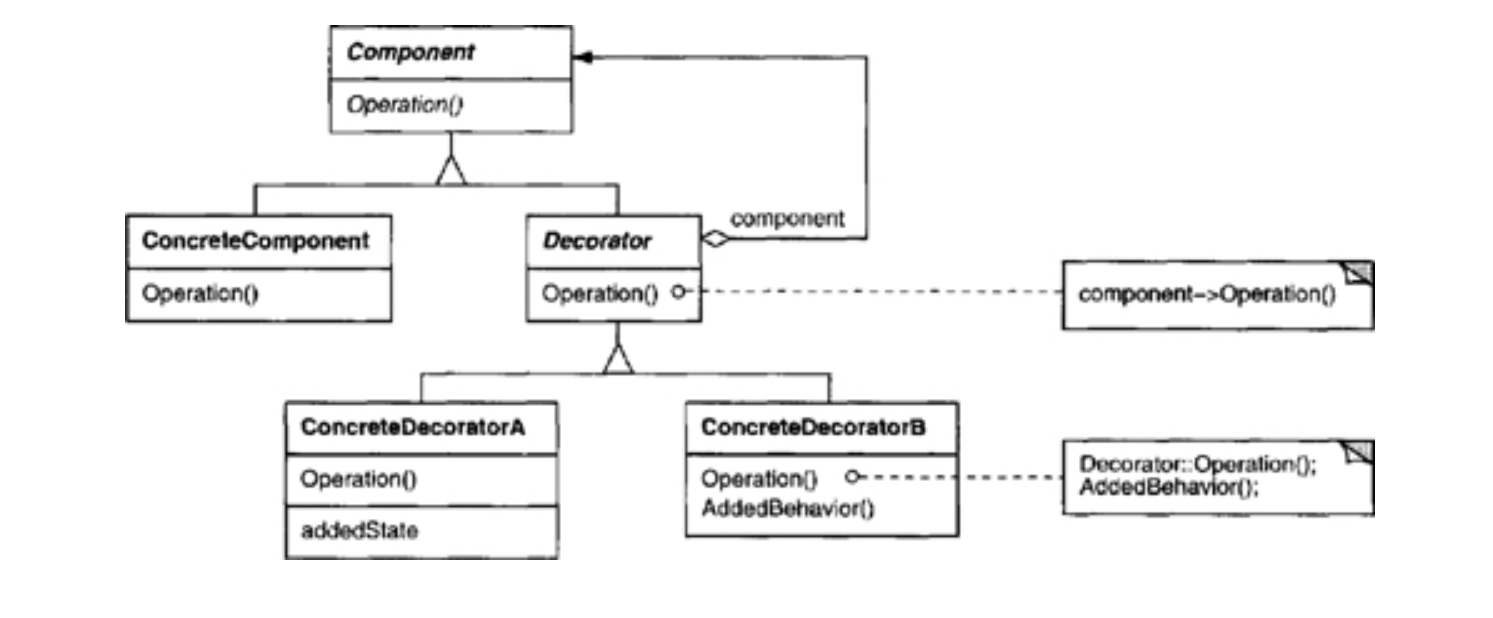 Component
Operation()
component
ConcreteComponent
Operation()
Decorator
Operation()
component->Operation()
ConcreteDecoratorA
Operation()
addedState
ConcreteDecoratorB
Operation()
AddedBehavior()
Decorator::Operation();
AddedBehavior();